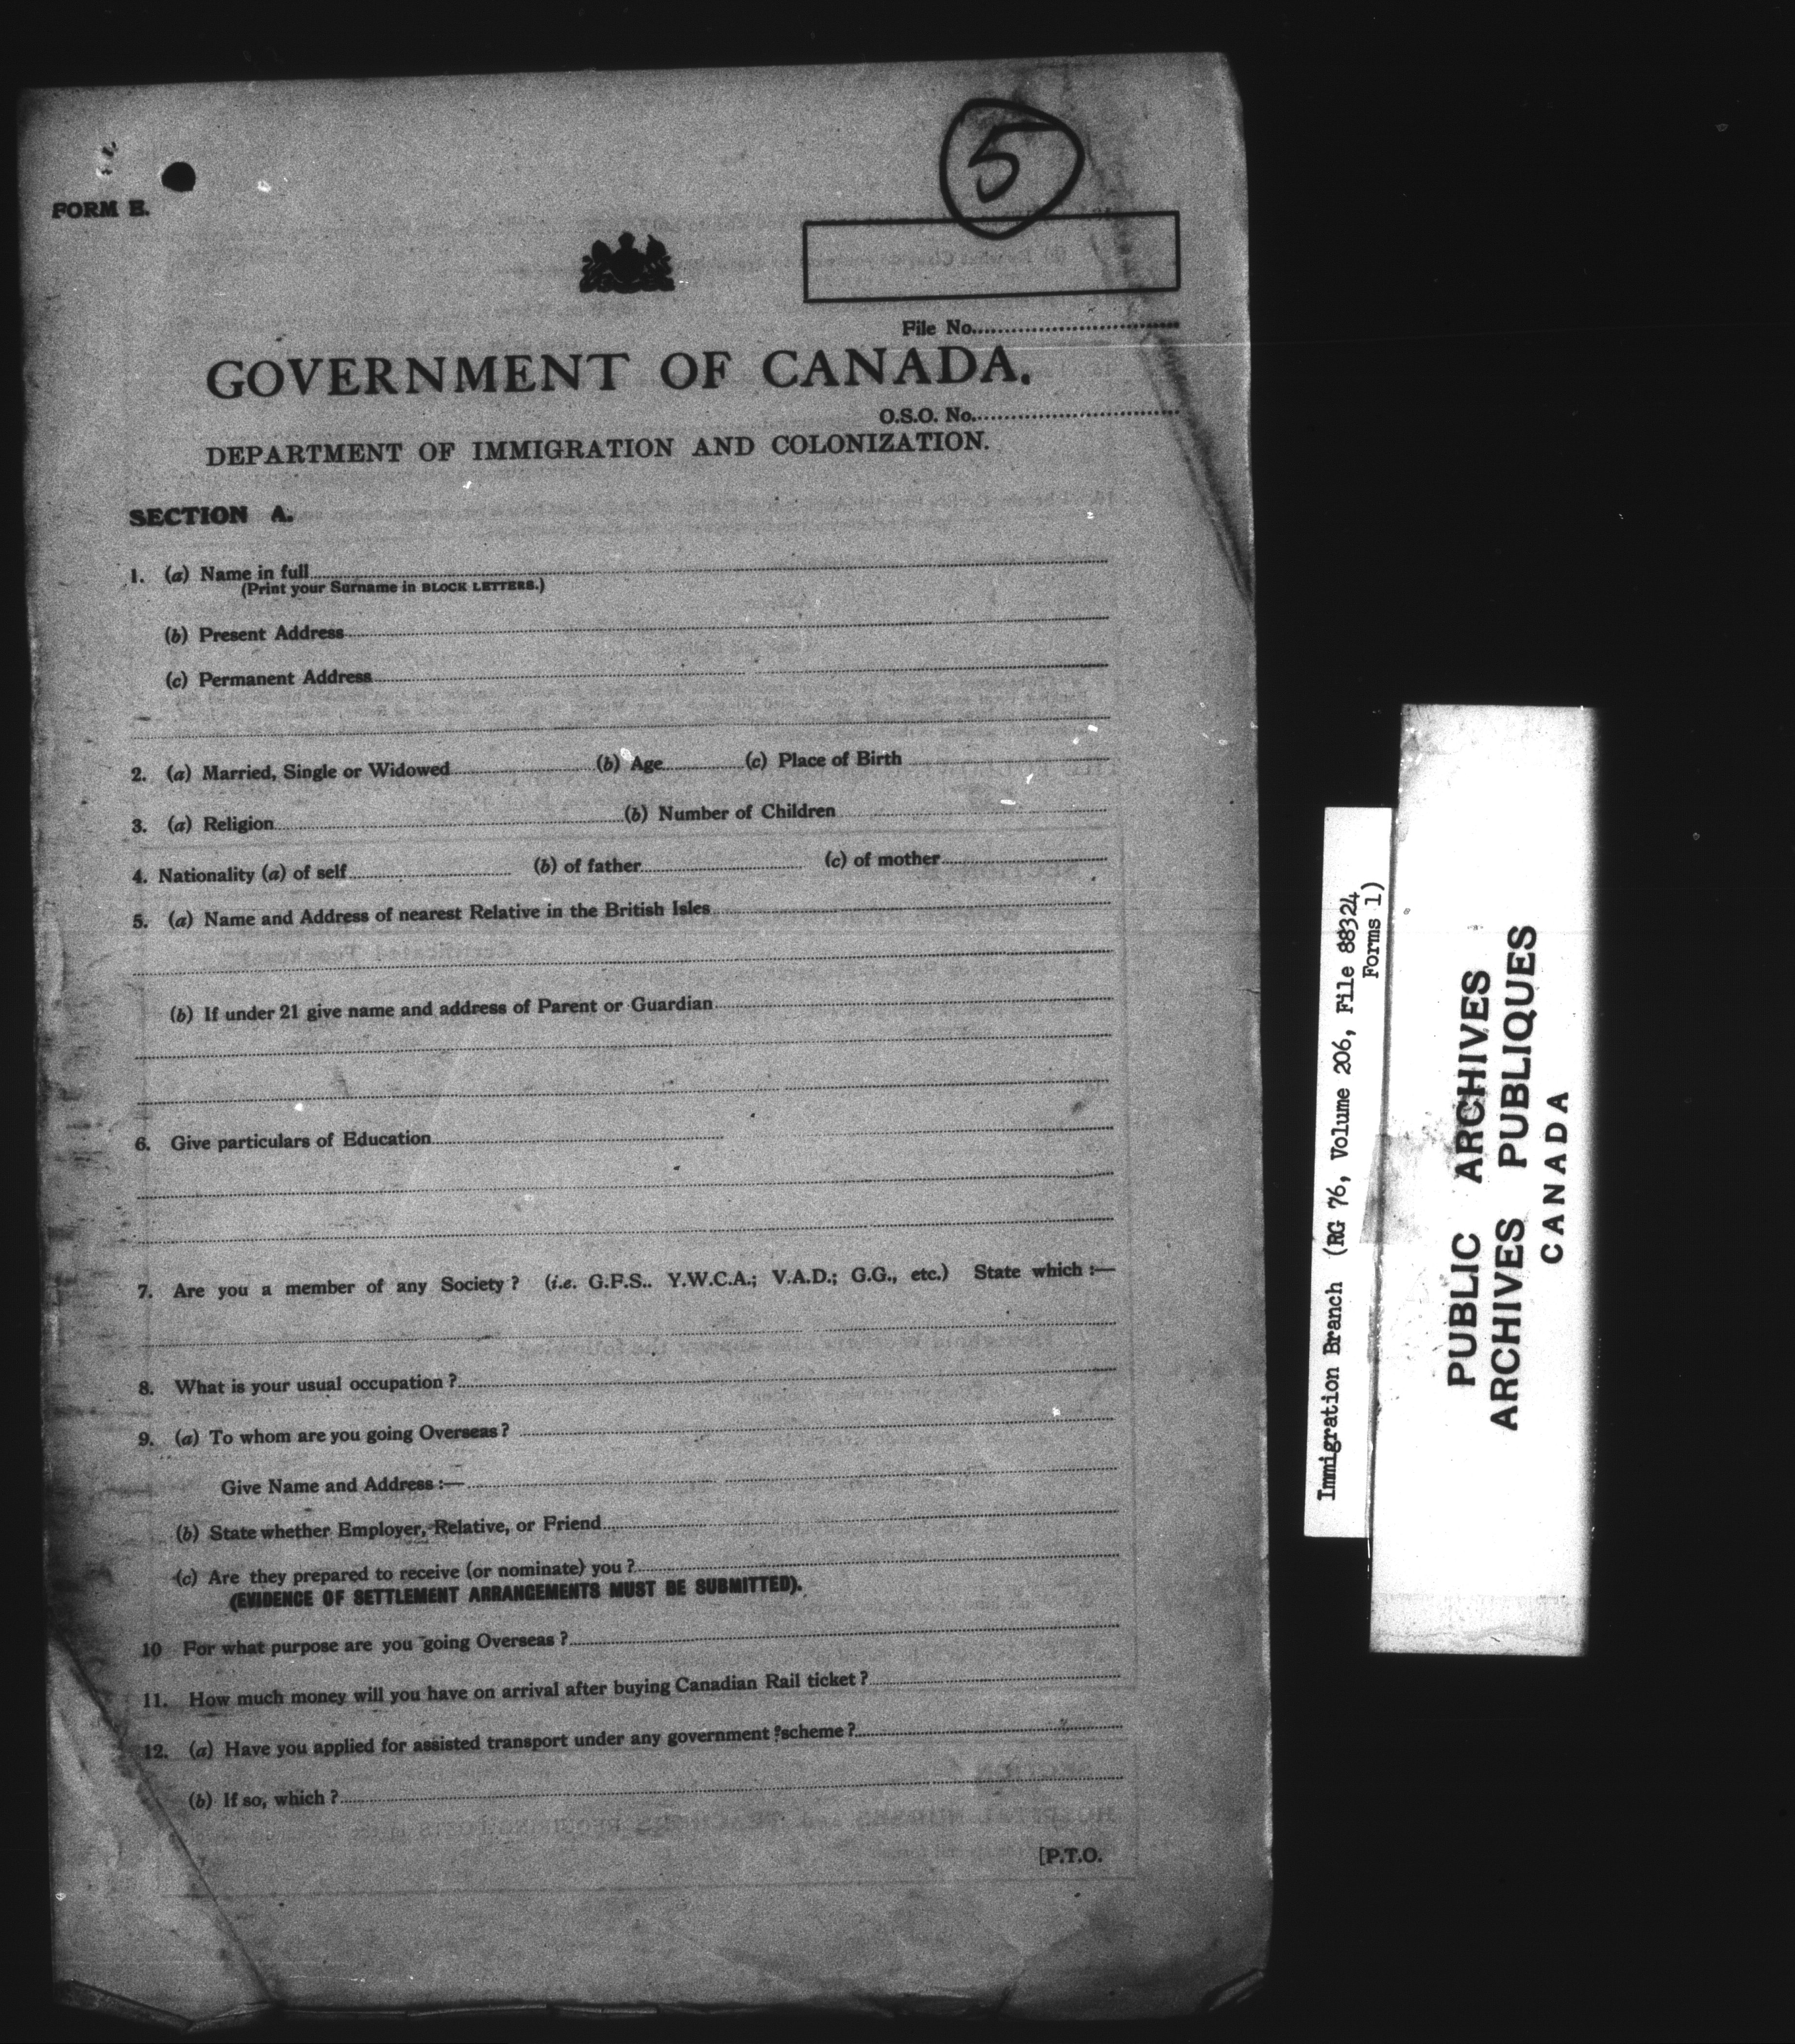 5
FORM B.
File No.
GOVERNMENT OF CANADA.
O.S.O. No.
DEPARTMENT OF IMMIGRATION AND COLONIZATION.
SECTION A.
1. (a) Name in full
(Print your Surname in BLOCK LETTERS.)
(b) Present Address
(c) Permanent Address
2. (a) Married, Single or Widowed (b) Age (c) Place of Birth
3. (a) Religion (b) Number of Children
4. Nationality (a) of self (b) of father (c) of mother
5. (a) Name and Address of nearest Relative in the British Isles
(b) If under 21 give name and address of Parent or Guardian
6. Give particulars of Education
7. Are you a member of any Society? (i.e. G.F.S.. Y.W.C.A.; V.A.D.; G.G., etc.) State which :—
8. What is your usual occupation ?
9. (a) To whom are you going Overseas?
Give Name and Address :—
(b) State whether Employer, Relative, or Friend
(c) Are they prepared to receive (or nominate) you ?
(EVIDENCE OF SETTLEMENT ARRANGEMENTS MUST BE SUBMITTED).
10 For what purpose are you going Overseas ?
11. How much money will you have on arrival after buying Canadian Rail ticket ?
12. (a) Have you applied for assisted transport under any government scheme ?
(b) If so, which ?
[P.T.O.
Immigration Branch (RG 76, Volume 206, File 88324
Forms 1)
PUBLIC ARCHIVES
ARCHIVES PUBLIQUES
CANADA